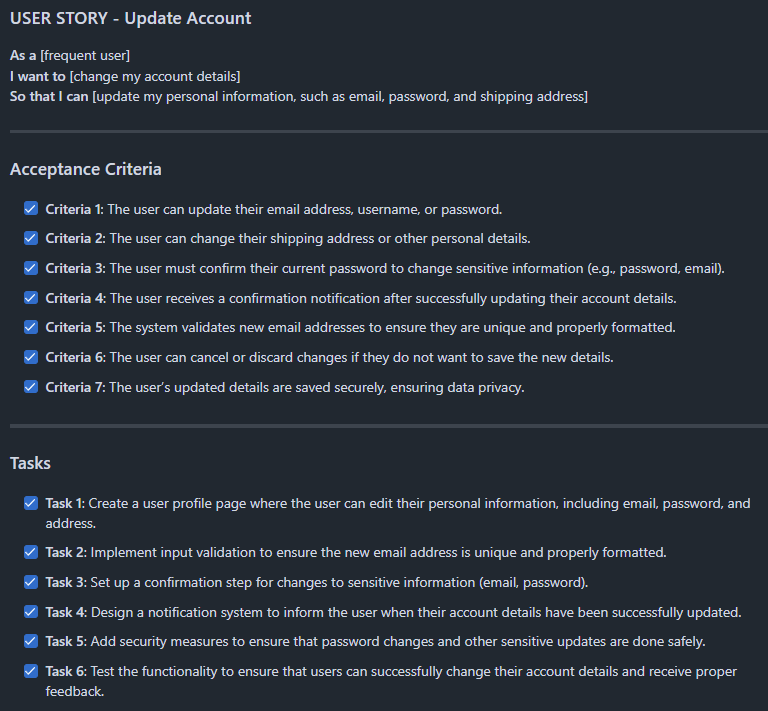 USER STORY - Update Account
As a [frequent user]
I want to [change my account details]
So that I can [update my personal information, such as email, password, and shipping address]
Acceptance Criteria
Criteria 1: The user can update their email address, username, or password.
Criteria 2: The user can change their shipping address or other personal details.
Criteria 3: The user must confirm their current password to change sensitive information (e.g., password, email).
Criteria 4: The user receives a confirmation notification after successfully updating their account details.
Criteria 5: The system validates new email addresses to ensure they are unique and properly formatted.
Criteria 6: The user can cancel or discard changes if they do not want to save the new details.
Criteria 7: The user’s updated details are saved securely, ensuring data privacy.
Tasks
Task 1: Create a user profile page where the user can edit their personal information, including email, password, and
address.
Task 2: Implement input validation to ensure the new email address is unique and properly formatted.
Task 3: Set up a confirmation step for changes to sensitive information (email, password).
Task 4: Design a notification system to inform the user when their account details have been successfully updated.
Task 5: Add security measures to ensure that password changes and other sensitive updates are done safely.
Task 6: Test the functionality to ensure that users can successfully change their account details and receive proper
feedback.